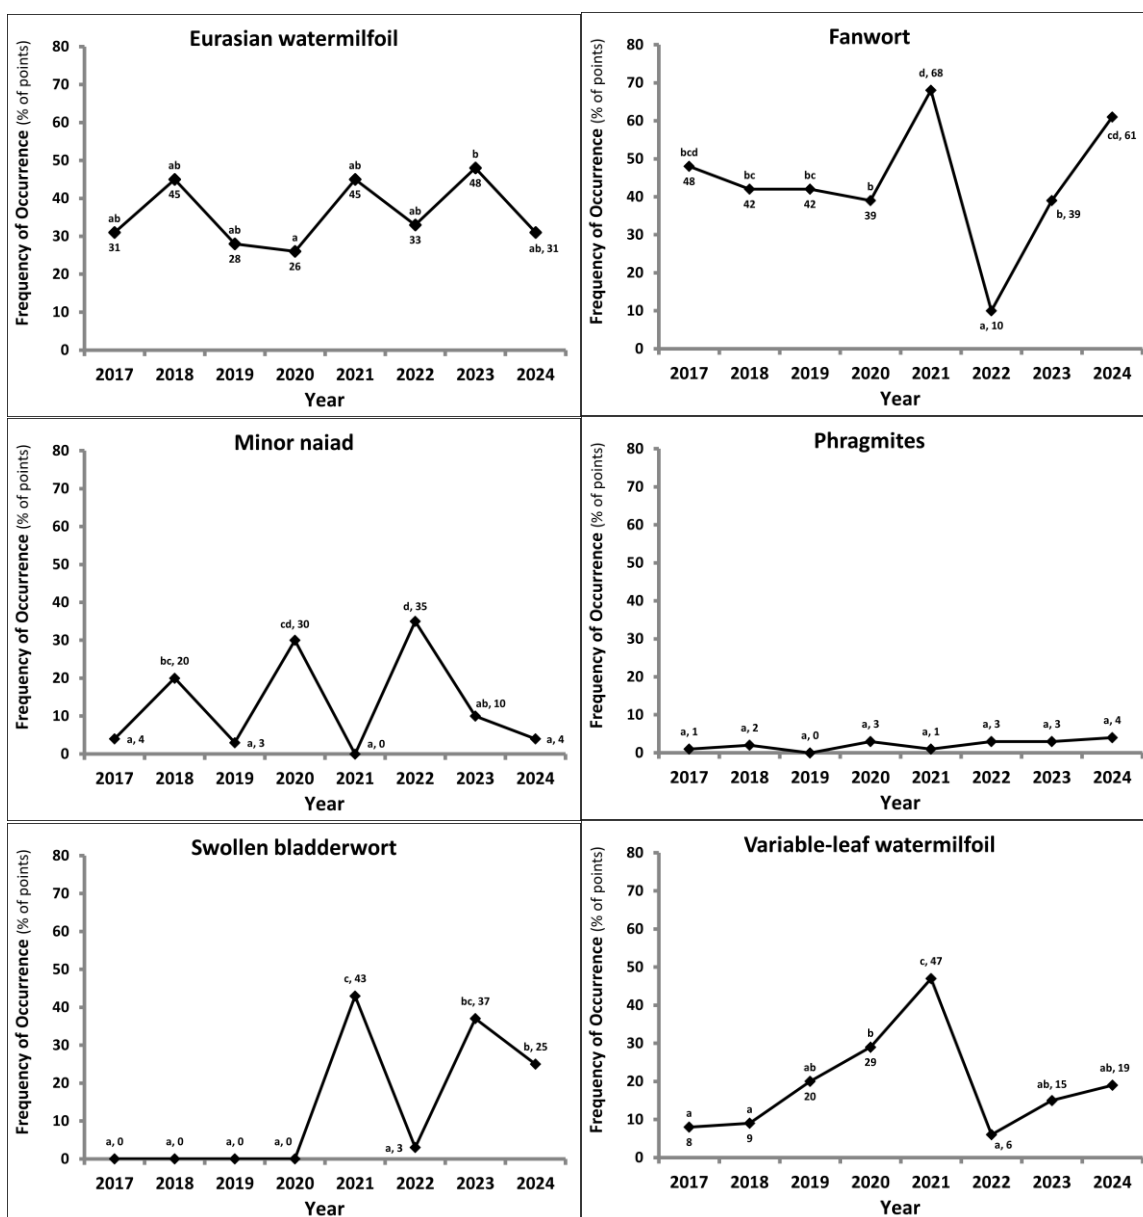 Eurasian watermilfoil
Frequency of Occurrence (% of points)
80
70
60
50
40
30
20
10
0
ab
31
ab
45
ab
28
a
26
ab
45
ab
33
b
48
ab, 31
2017 2018 2019 2020 2021 2022 2023 2024
Year
Fanwort
Frequency of Occurrence (% of points)
80
70
60
50
40
30
20
10
0
bcd
48
bc
42
bc
42
b
39
d, 68
a, 10
b, 39
cd, 61
2017 2018 2019 2020 2021 2022 2023 2024
Year
Minor naiad
Frequency of Occurrence (% of points)
80
70
60
50
40
30
20
10
0
a, 4
bc, 20
a, 3
cd, 30
a, 0
d, 35
ab, 10
a, 4
2017 2018 2019 2020 2021 2022 2023 2024
Year
Phragmites
Frequency of Occurrence (% of points)
80
70
60
50
40
30
20
10
0
a, 1
a, 2
a, 0
a, 3
a, 1
a, 3
a, 3
a, 4
2017 2018 2019 2020 2021 2022 2023 2024
Year
Swollen bladderwort
Frequency of Occurrence (% of points)
80
70
60
50
40
30
20
10
0
a, 0
a, 0
a, 0
a, 0
c, 43
a, 3
bc, 37
b, 25
2017 2018 2019 2020 2021 2022 2023 2024
Year
Variable-leaf watermilfoil
Frequency of Occurrence (% of points)
80
70
60
50
40
30
20
10
0
a
8
a
9
ab
20
b
29
c, 47
a, 6
ab, 15
ab, 19
2017 2018 2019 2020 2021 2022 2023 2024
Year